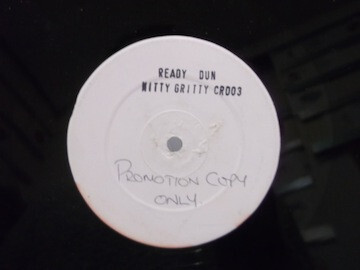 READY DUN
NITTY GRITTY CR003
PROMOTION COPY
ONLY